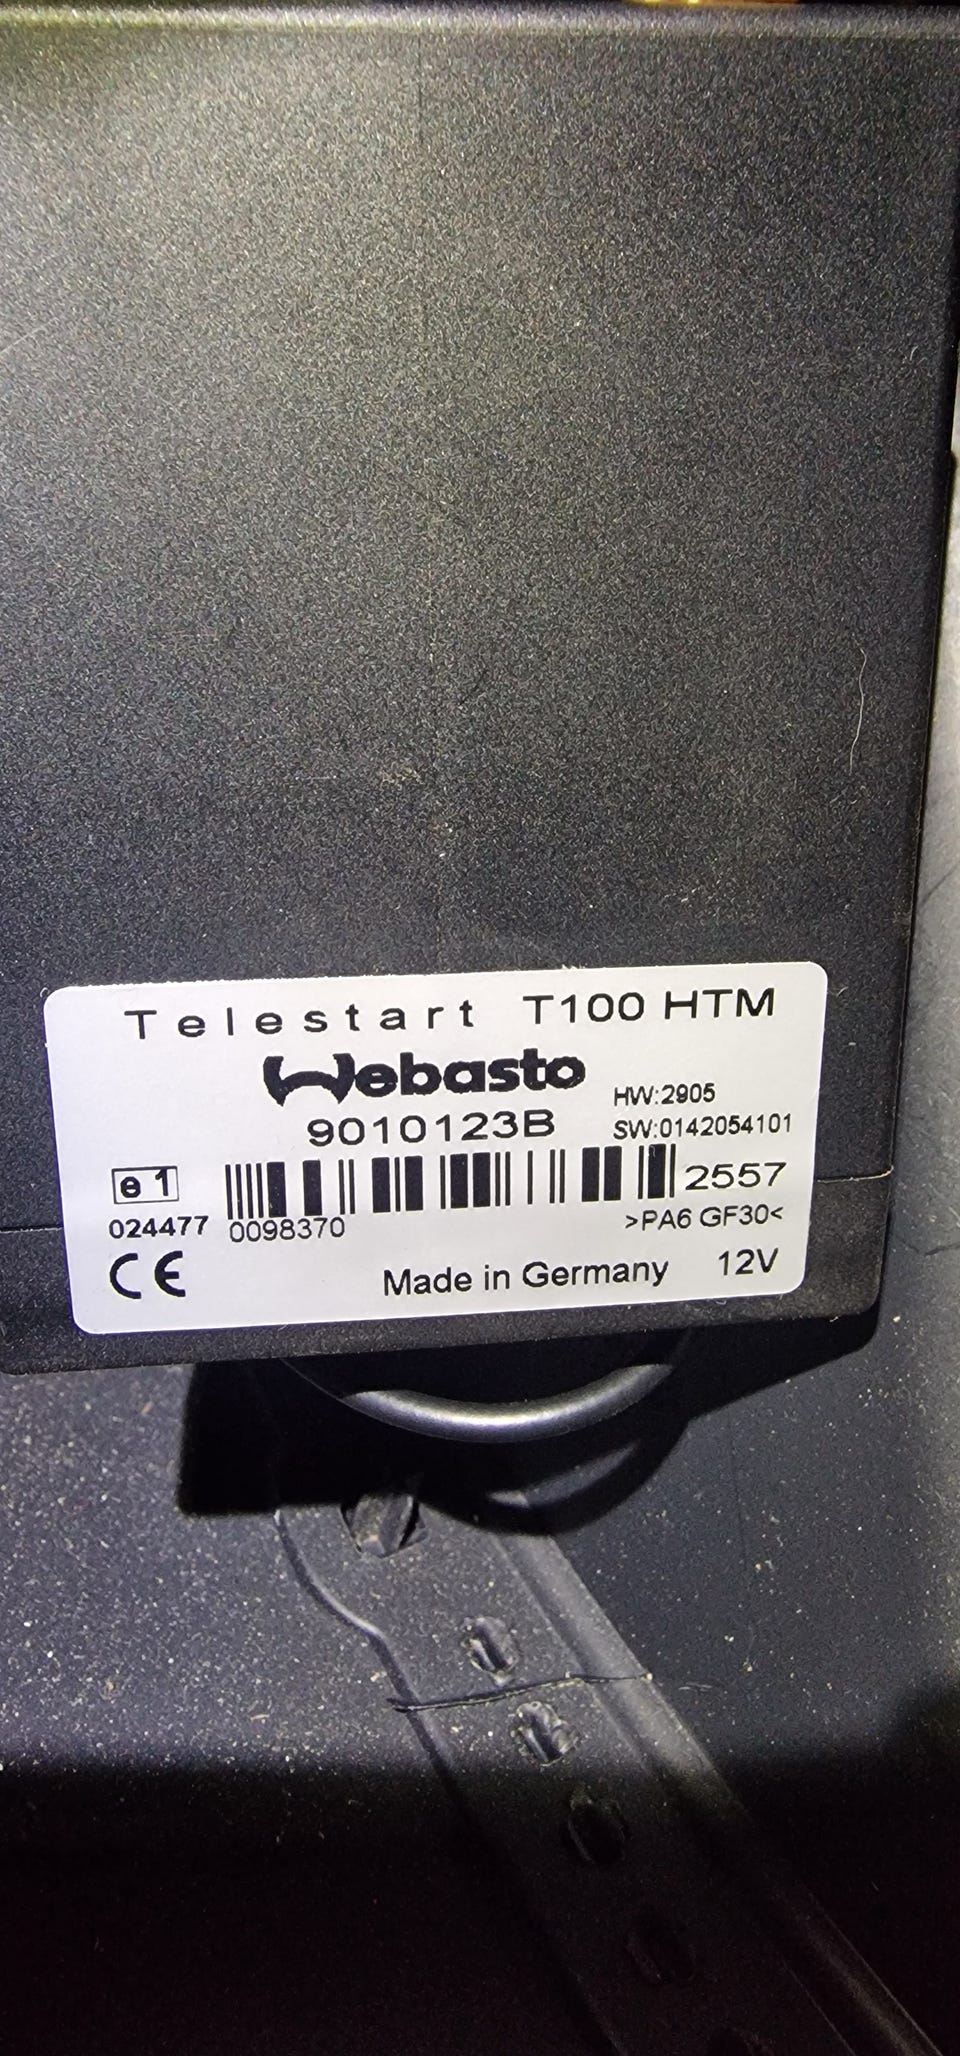 Telestart T100 HTM
Webasto
HW:2905
9010123B
SW:0142054101
e1
2557
024477 0098370
>PA6 GF30<
CE Made in Germany 12V